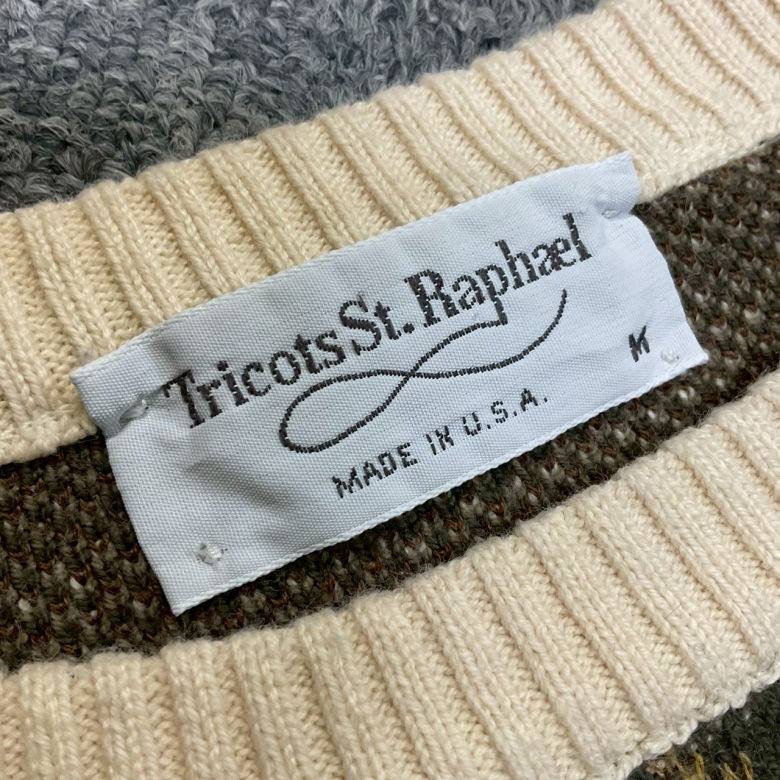 Tricots St. Raphael
M
MADE IN U.S.A.